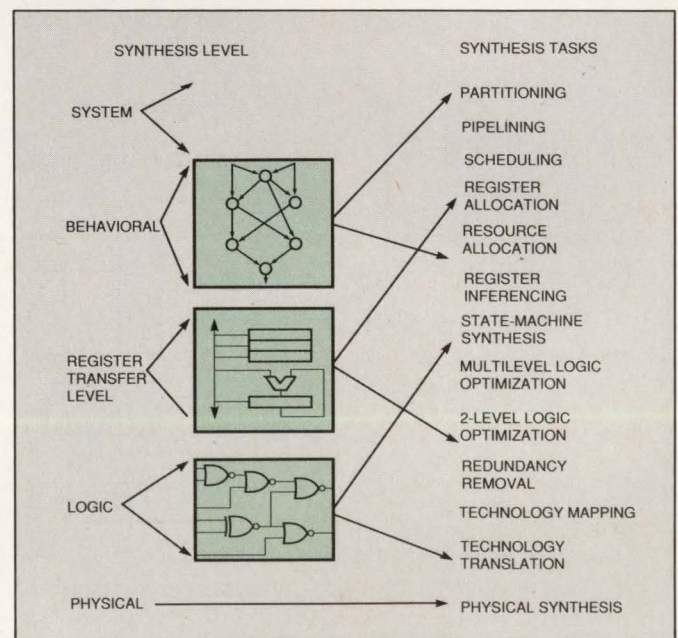 SYNTHESIS LEVEL
SYSTEM
BEHAVIORAL
REGISTER
TRANSFER
LEVEL
LOGIC
PHYSICAL
SYNTHESIS TASKS
PARTITIONING
PIPELINING
SCHEDULING
REGISTER
ALLOCATION
RESOURCE
ALLOCATION
REGISTER
INFERENCING
STATE-MACHINE
SYNTHESIS
MULTILEVEL LOGIC
OPTIMIZATION
2-LEVEL LOGIC
OPTIMIZATION
REDUNDANCY
REMOVAL
TECHNOLOGY MAPPING
TECHNOLOGY
TRANSLATION
PHYSICAL SYNTHESIS